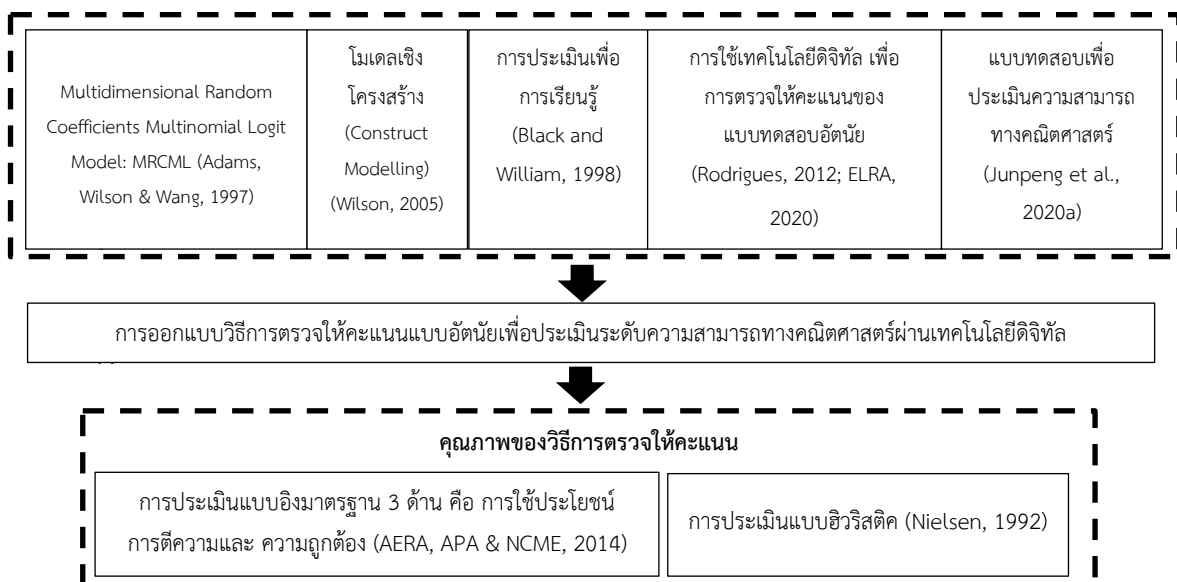 Multidimensional Random
Coefficients Multinomial Logit
Model: MRCML (Adams,
Wilson & Wang, 1997)
โมเดลเชิง
โครงสร้าง
(Construct
Modelling)
(Wilson, 2005)
การประเมินเพื่อ
การเรียนรู้
(Black and
William, 1998)
การใช้เทคโนโลยีดิจิทัล เพื่อ
การตรวจให้คะแนนของ
แบบทดสอบอัตนัย
(Rodrigues, 2012; ELRA,
2020)
แบบทดสอบเพื่อ
ประเมินความสามารถ
ทางคณิตศาสตร์
(Junpeng et al.,
2020a)
การออกแบบวิธีการตรวจให้คะแนนแบบอัตนัยเพื่อประเมินระดับความสามารถทางคณิตศาสตร์ผ่านเทคโนโลยีดิจิทัล
คุณภาพของวิธีการตรวจให้คะแนน
การประเมินแบบอิงมาตรฐาน 3 ด้าน คือ การใช้ประโยชน์
การตีความและ ความถูกต้อง (AERA, APA & NCME, 2014)
การประเมินแบบฮิวริสติค (Nielsen, 1992)